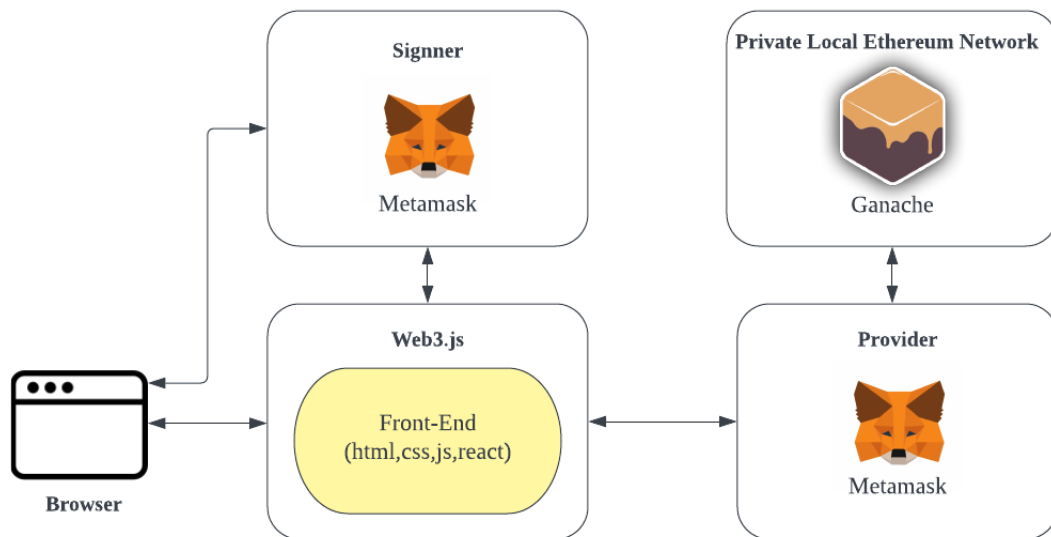 Signner
Metamask
Private Local Ethereum Network
Ganache
Web3.js
Front-End
(html,css,js,react)
Provider
Metamask
Browser